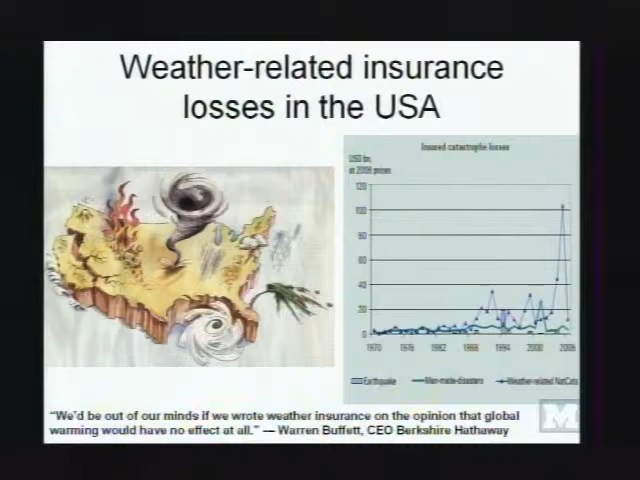 Weather-related insurance
losses in the USA
Insured catastrophe losses
USD bn,
at 2006 prices
120
100
80
60
40
20
0
1970
1976
1982
1988
1994
2000
2006
Earthquake
Man-made disasters
Weather-related NatCats
"We'd be out of our minds if we wrote weather insurance on the opinion that global
warming would have no effect at all." — Warren Buffett, CEO Berkshire Hathaway
M